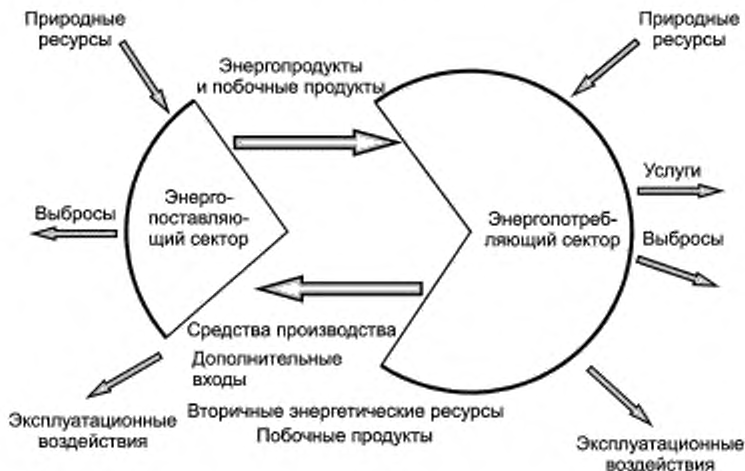 Природные
ресурсы
Природные
ресурсы
Энергопродукты
и побочные продукты
Энерго-
поставляю-
щий сектор
Выбросы
Энергопотреб-
ляющий сектор
Услуги
Выбросы
Средства производства
Дополнительные
входы
Вторичные энергетические ресурсы
Побочные продукты
Эксплуатационные
воздействия
Эксплуатационные
воздействия